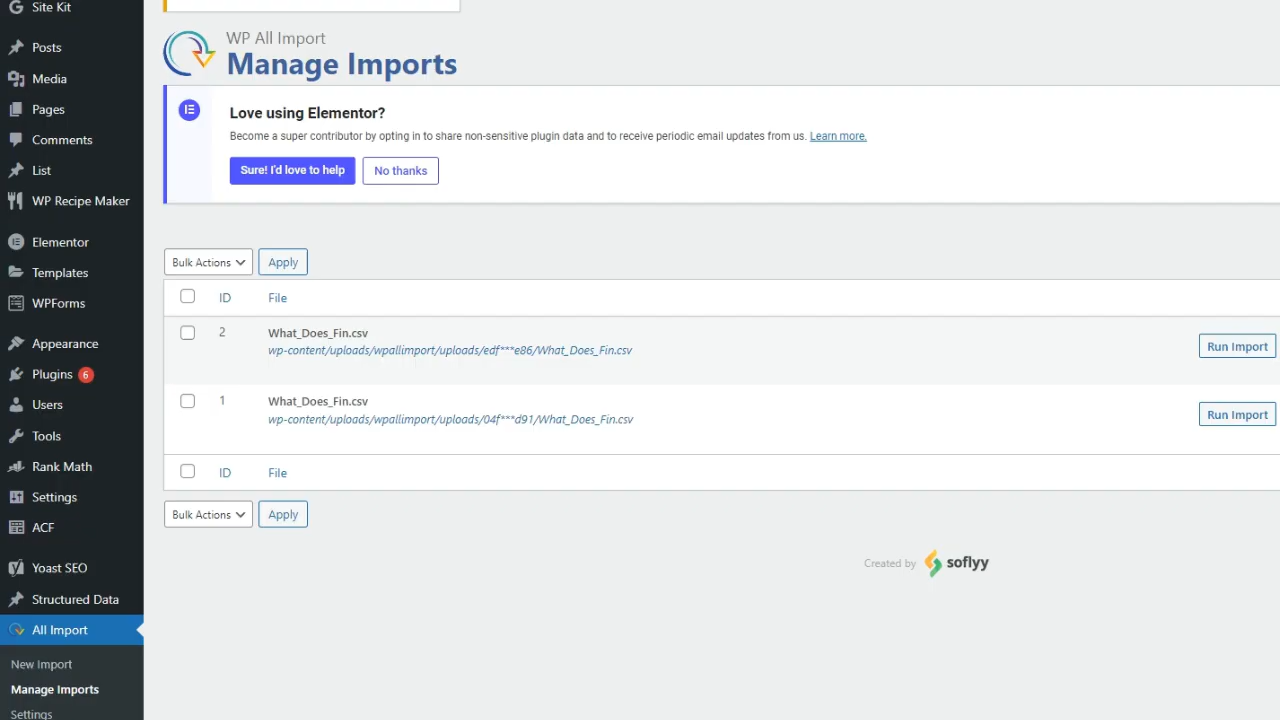 Site Kit
Posts
Media
Pages
Comments
List
WP Recipe Maker
Elementor
Templates
WPForms
Appearance
Plugins 6
Users
Tools
Rank Math
Settings
ACF
Yoast SEO
Structured Data
All Import
New Import
Manage Imports
Settings
WP All Import
Manage Imports
Love using Elementor?
Become a super contributor by opting in to share non-sensitive plugin data and to receive periodic email updates from us. Learn more.
Sure! I'd love to help No thanks
Bulk Actions Apply
ID File
2 What_Does_Fin.csv
wp-content/uploads/wpallimport/uploads/edf***e86/What_Does_Fin.csv
Run Import
1 What_Does_Fin.csv
wp-content/uploads/wpallimport/uploads/04f***d91/What_Does_Fin.csv
Run Import
ID File
Bulk Actions Apply
Created by soflyy